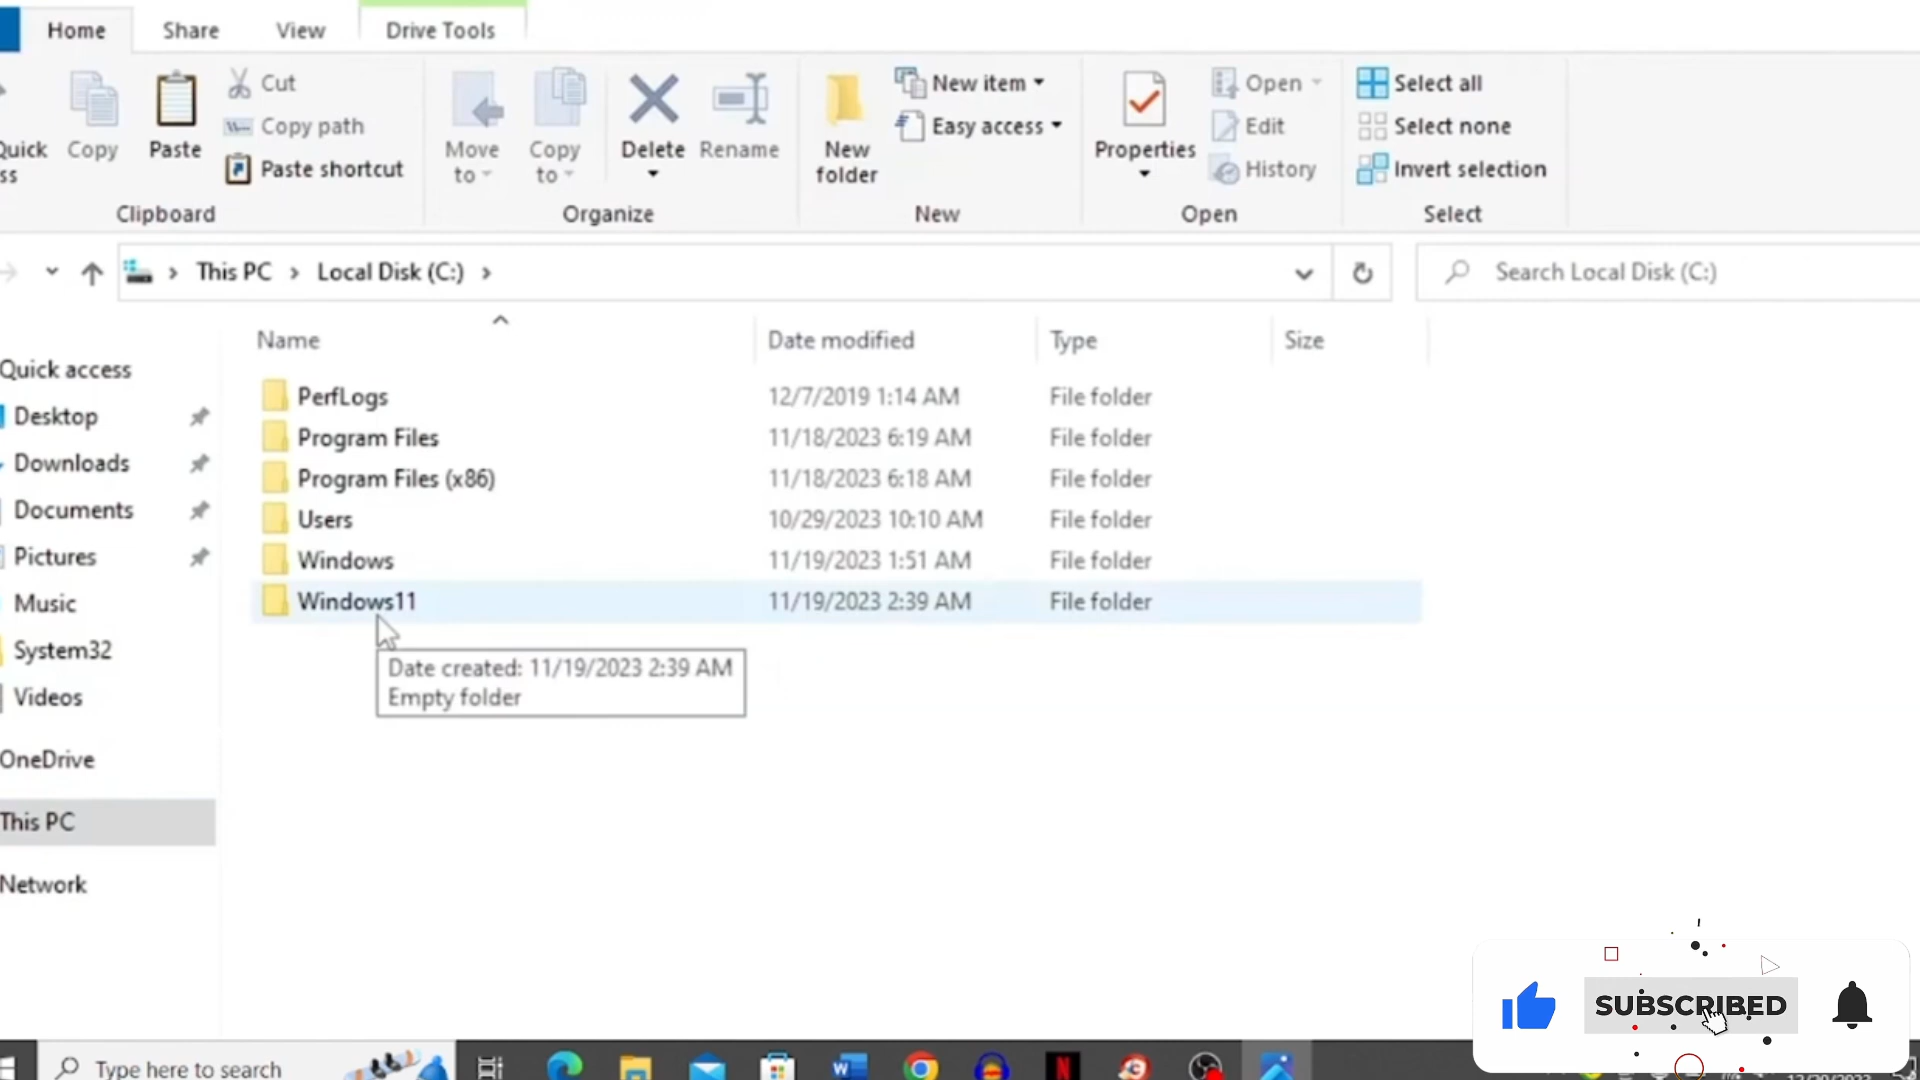 Home Share View Drive Tools
Cut
Copy path
Paste shortcut
Quick
ss
Copy
Paste
Move
to
Copy
to
Delete
Rename
New
folder
New item
Easy access
Properties
Open
Edit
History
Select all
Select none
Invert selection
Clipboard Organize New Open Select
This PC > Local Disk (C:) >
Search Local Disk (C:)
Name Date modified Type Size
Quick access
Desktop
Downloads
Documents
Pictures
Music
System32
Videos
OneDrive
This PC
Network
PerfLogs 12/7/2019 1:14 AM File folder
Program Files 11/18/2023 6:19 AM File folder
Program Files (x86) 11/18/2023 6:18 AM File folder
Users 10/29/2023 10:10 AM File folder
Windows 11/19/2023 1:51 AM File folder
Windows11 11/19/2023 2:39 AM File folder
Date created: 11/19/2023 2:39 AM
Empty folder
SUBSCRIBED
Type here to search